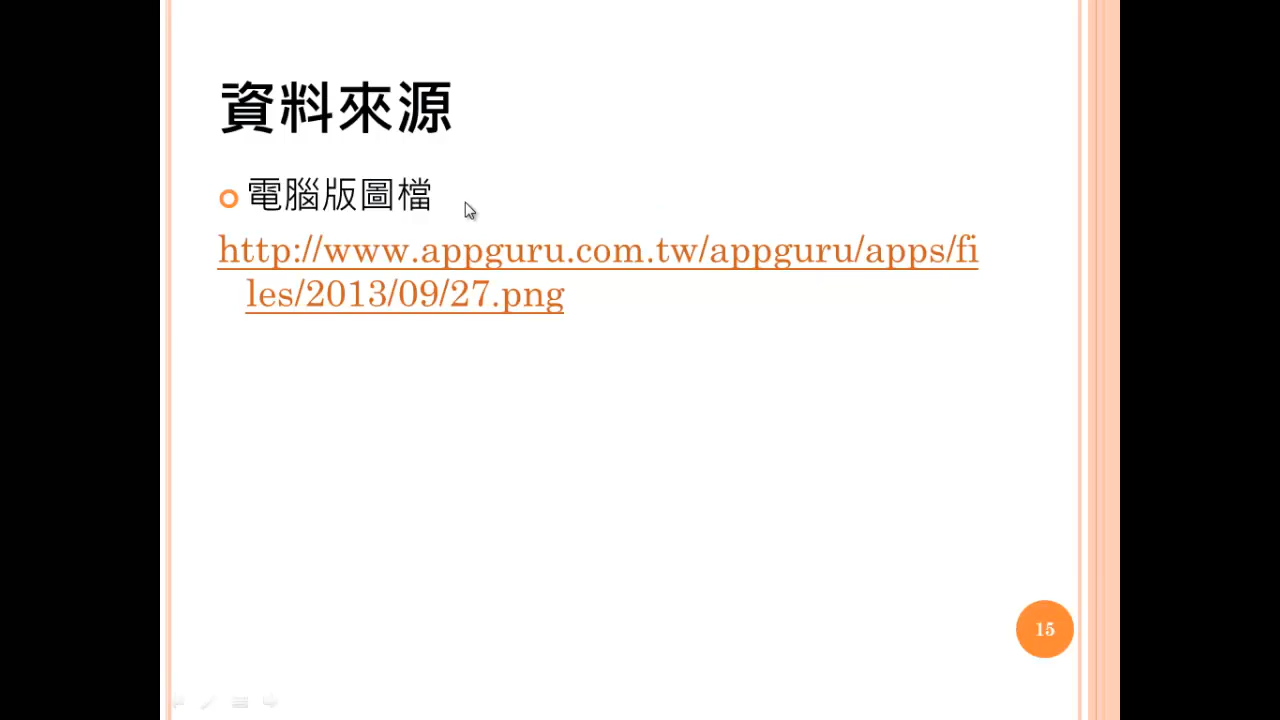 資料來源
電腦版圖檔
http://www.appguru.com.tw/appguru/apps/fi
les/2013/09/27.png
15